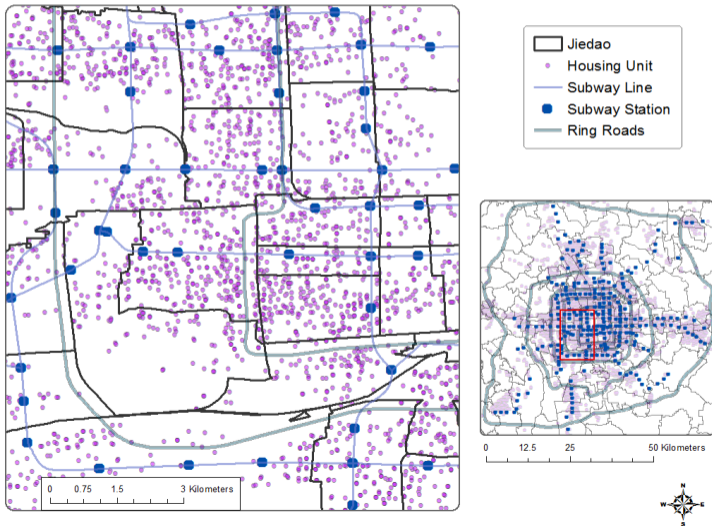 Jiedao
Housing Unit
Subway Line
Subway Station
Ring Roads
0 0.75 1.5 3 Kilometers
0 12.5 25 50 Kilometers
N
W E
S